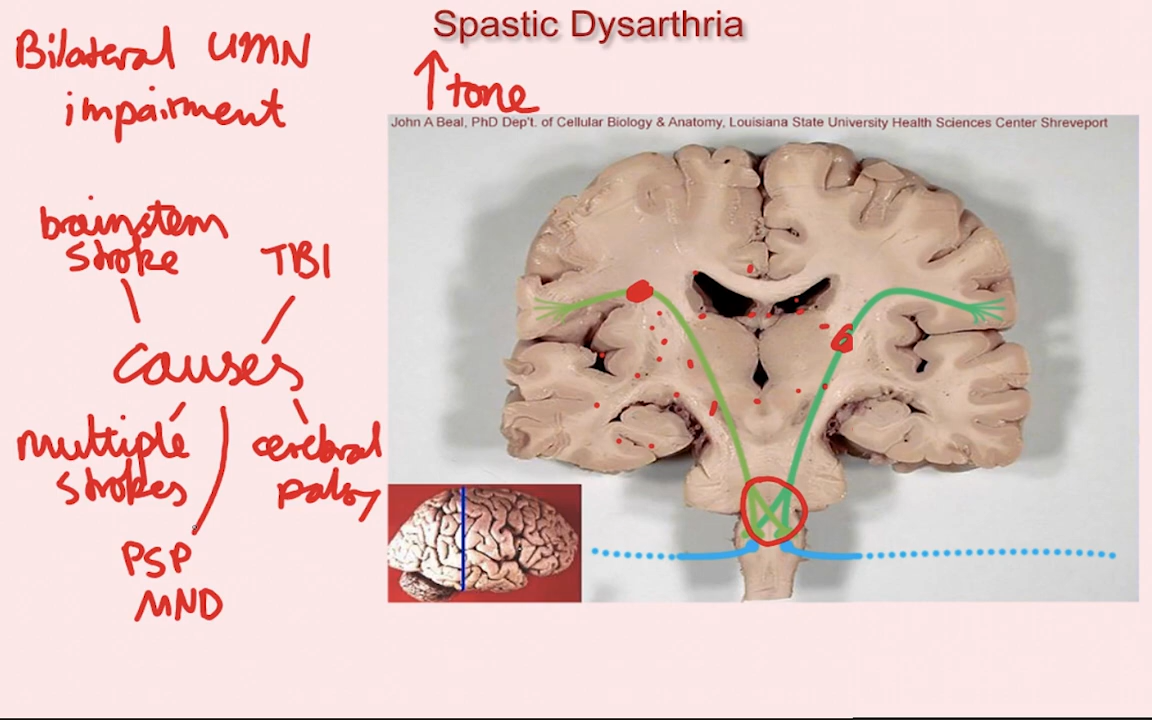 Spastic Dysarthria
Bilateral UMN
impairment
↑ tone
John A Beal, PhD Dep't. of Cellular Biology & Anatomy, Louisiana State University Health Sciences Center Shreveport
brainstem
stroke
TBI
causes
multiple
strokes
cerebral
palsy
PSP
MND